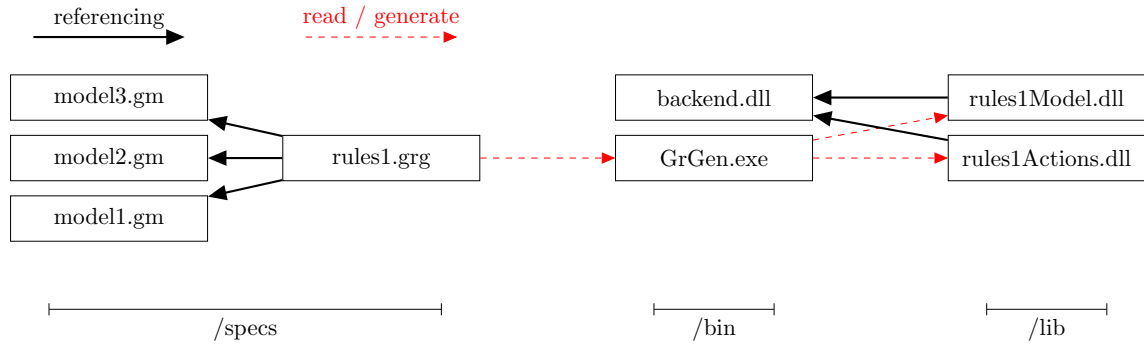 referencing
read / generate
model3.gm
backend.dll
rules1Model.dll
model2.gm
rules1.grg
GrGen.exe
rules1Actions.dll
model1.gm
/specs
/bin
/lib